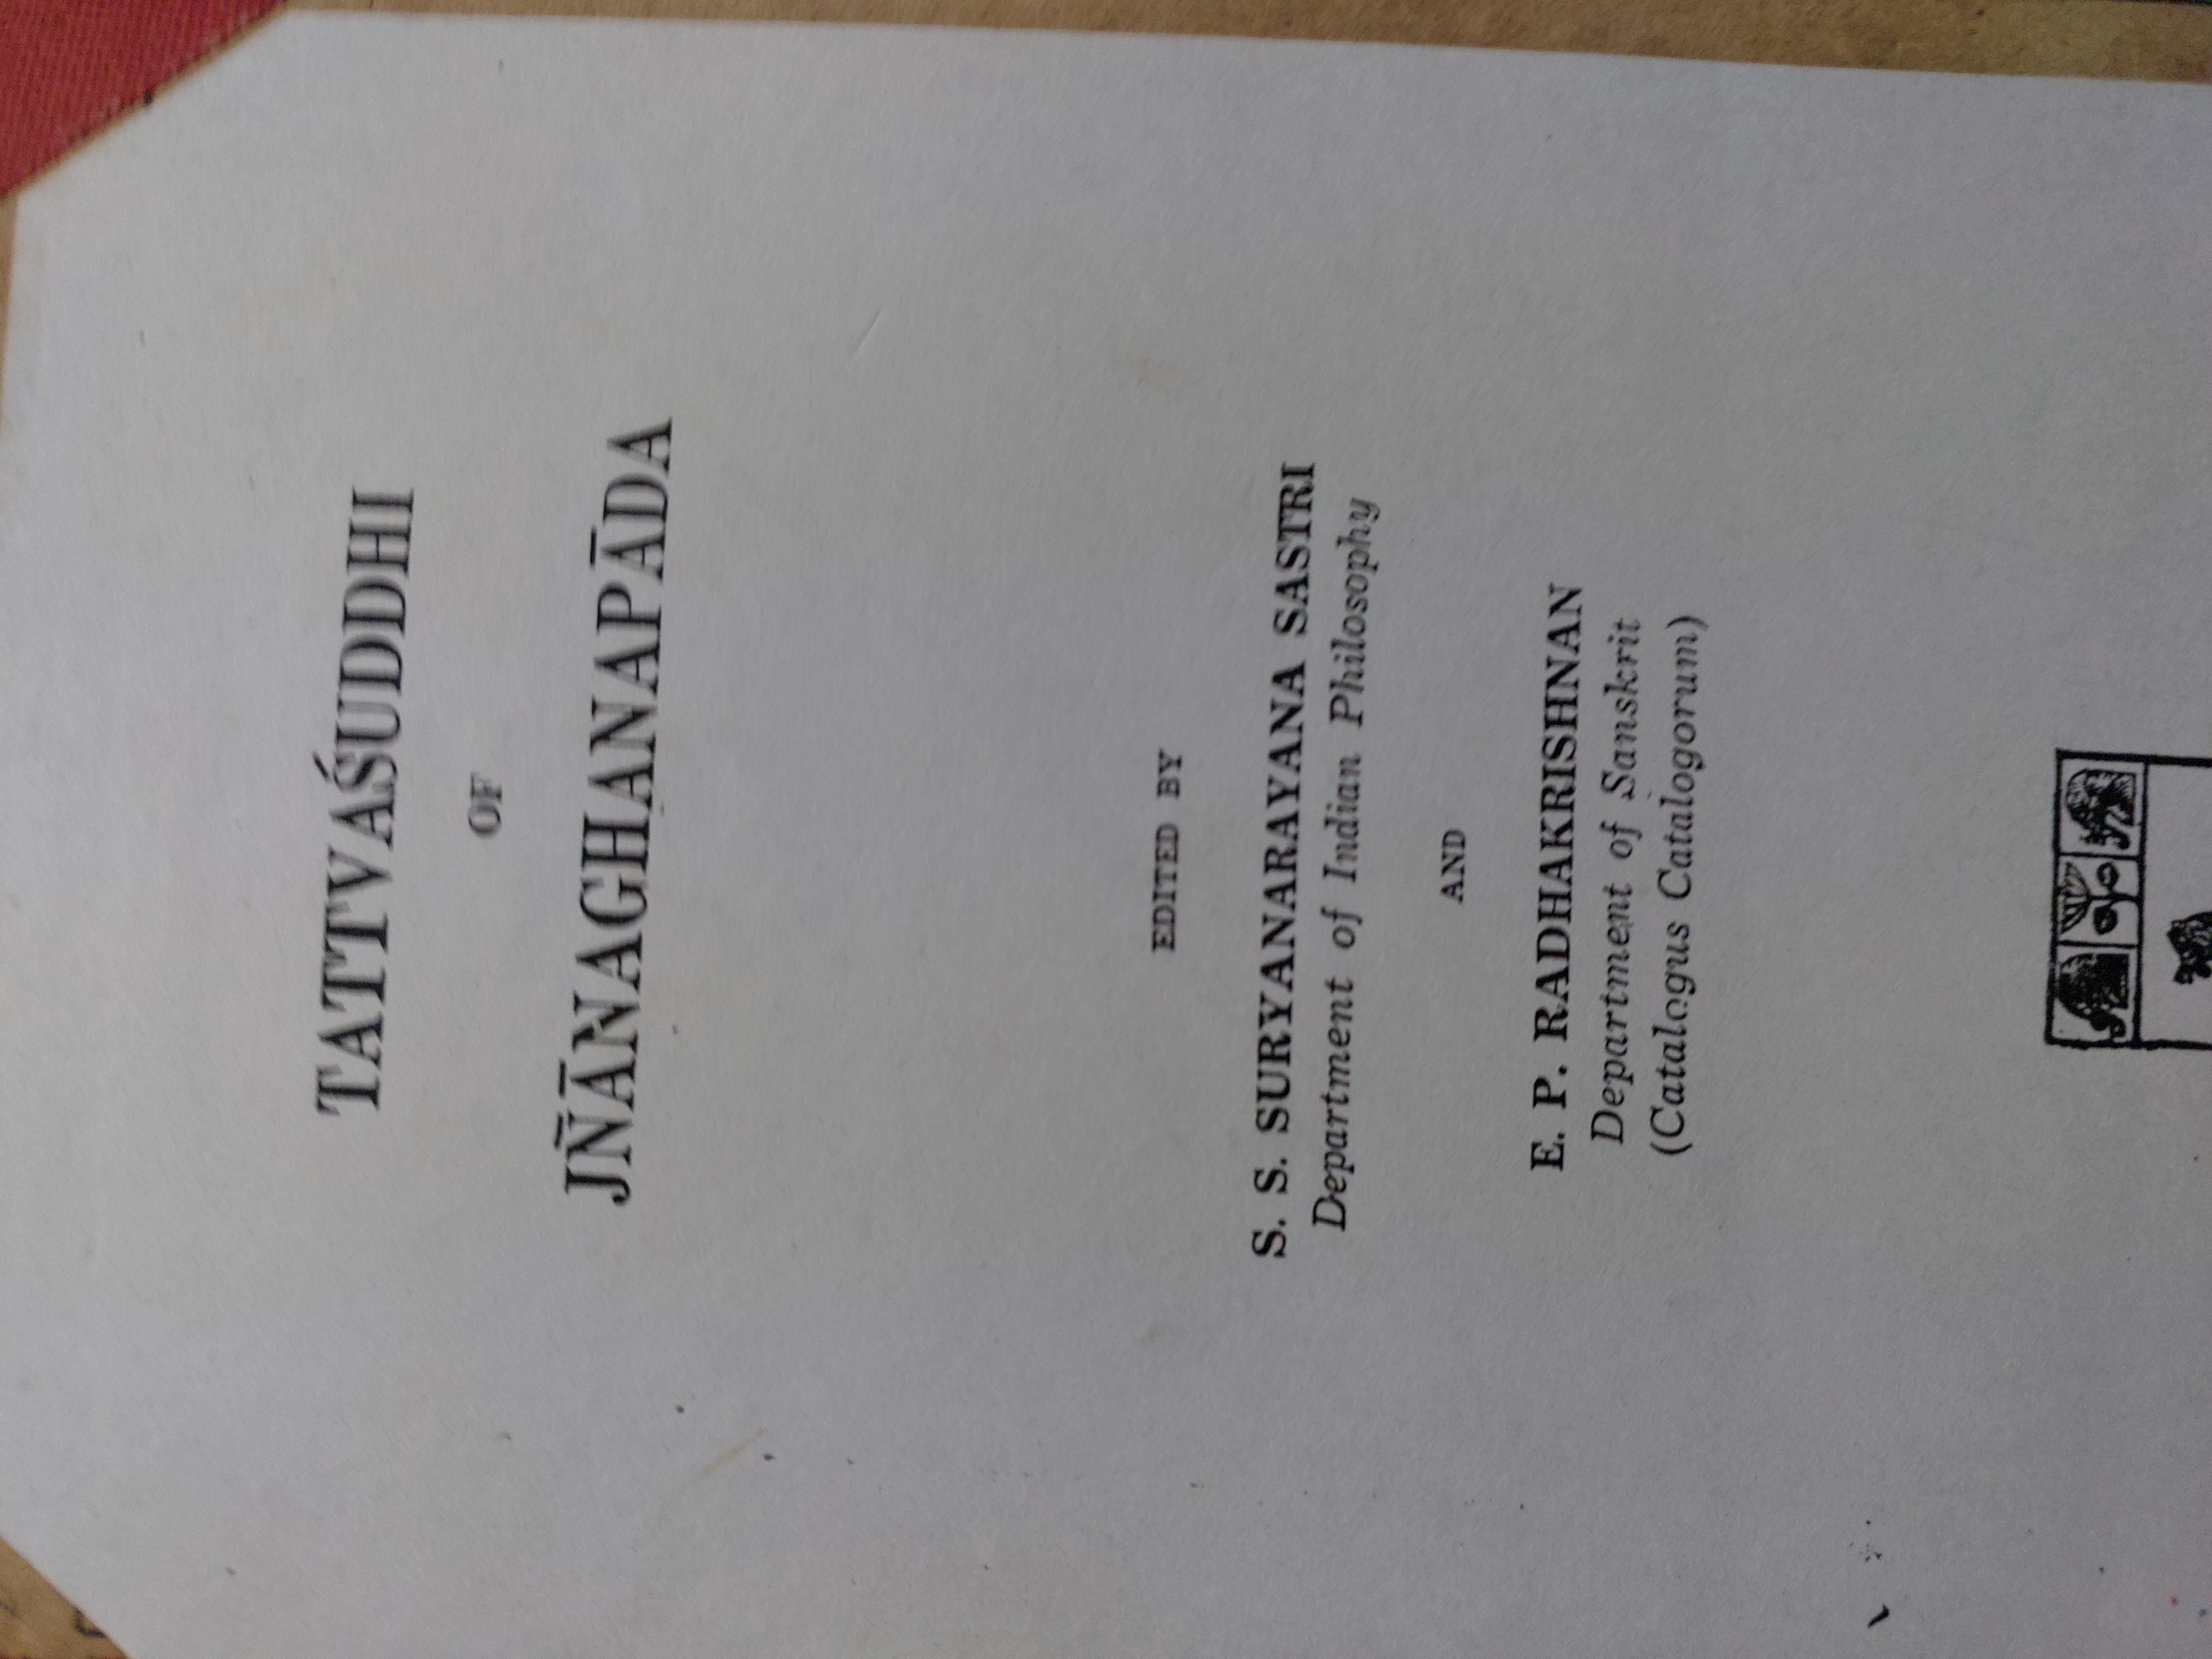 TATTVAŚUDDHI
OF
JÑĀNAGHANAPĀDA
EDITED BY
S. S. SURYANARAYANA SASTRI
Department of Indian Philosophy
AND
E. P. RADHAKRISHNAN
Department of Sanskrit
(Catalogus Catalogorum)